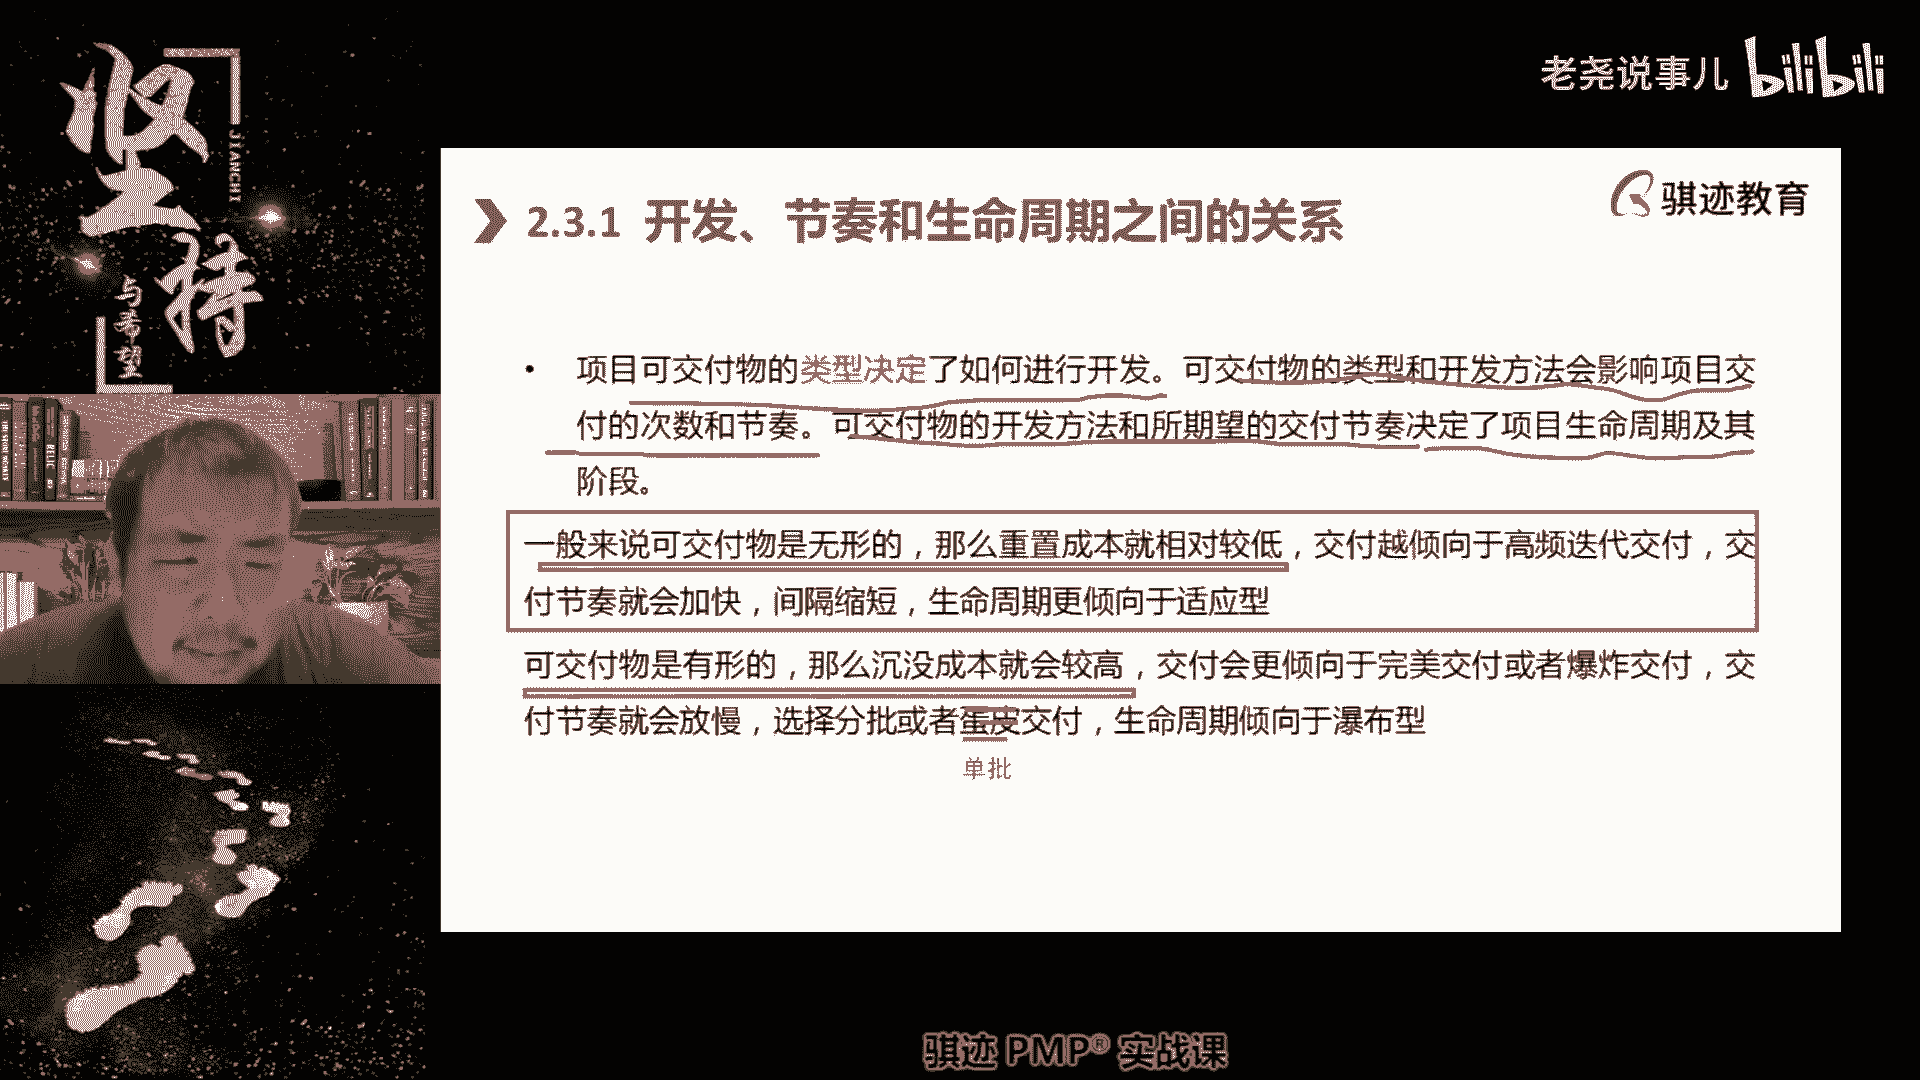 坚持
JIANCHI
与希望
老尧说事儿 bilibili
骐迹教育
2.3.1 开发、节奏和生命周期之间的关系
• 项目可交付物的类型决定了如何进行开发。可交付物的类型和开发方法会影响项目交
付的次数和节奏。可交付物的开发方法和所期望的交付节奏决定了项目生命周期及其
阶段。
一般来说可交付物是无形的，那么重置成本就相对较低，交付越倾向于高频迭代交付，交
付节奏就会加快，间隔缩短，生命周期更倾向于适应型
可交付物是有形的，那么沉没成本就会较高，交付会更倾向于完美交付或者爆炸交付，交
付节奏就会放慢，选择分批或者蛋皮交付，生命周期倾向于瀑布型
单批
骐迹 PMP® 实战课